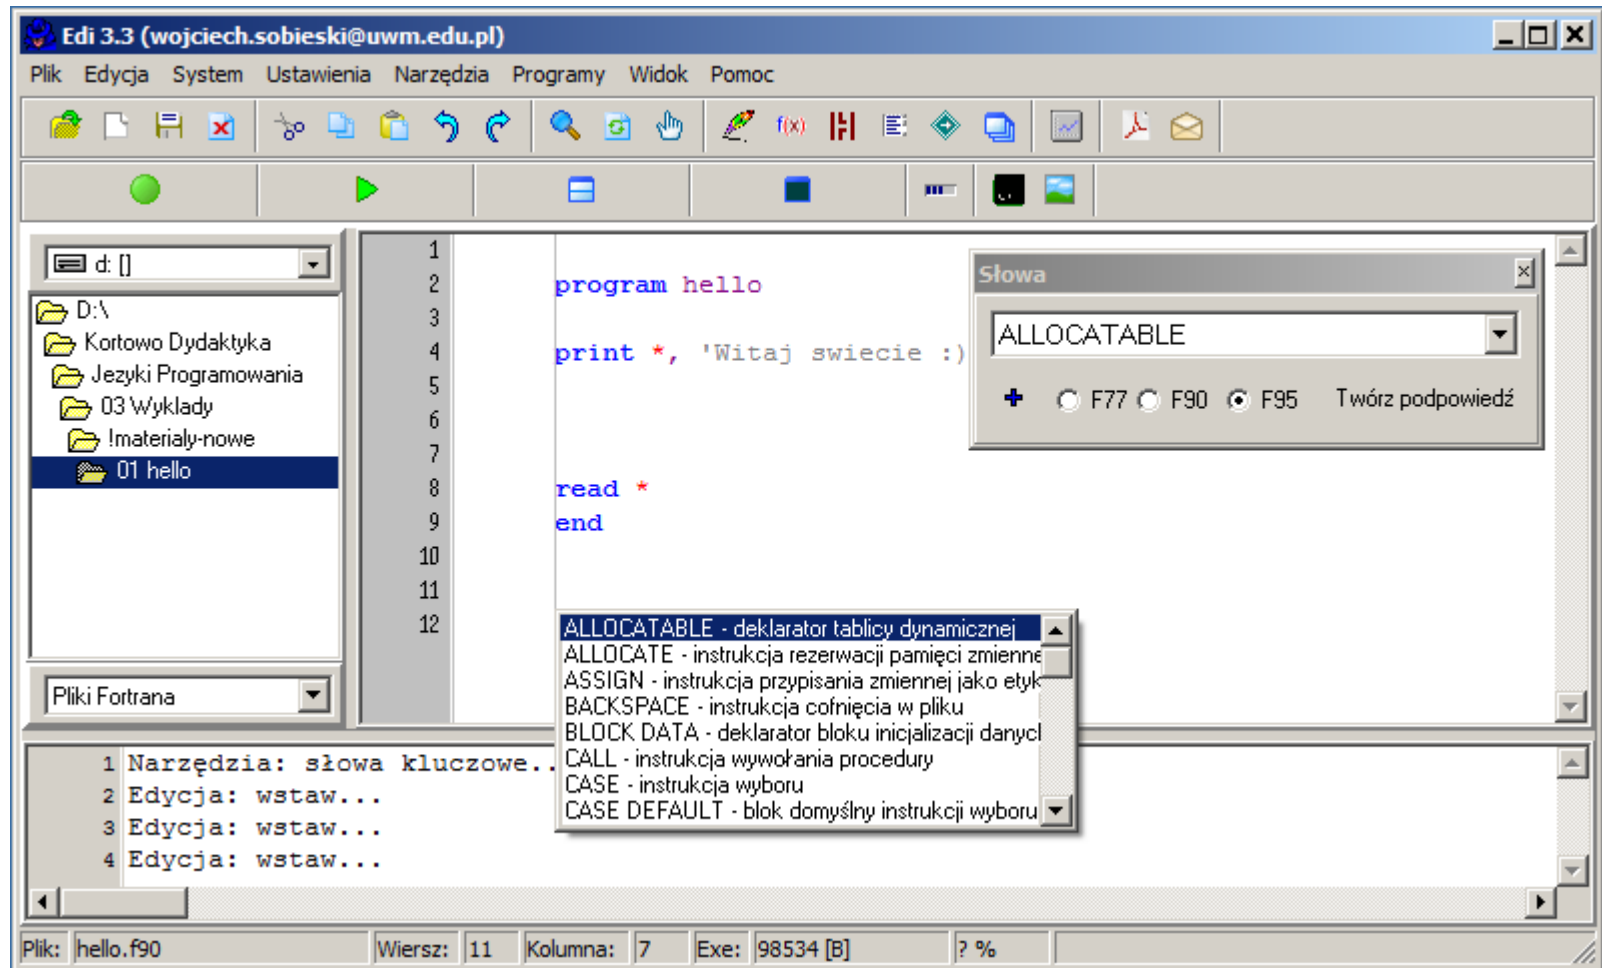 Edi 3.3 (wojciech.sobieski@uwm.edu.pl)
Plik Edycja System Ustawienia Narzędzia Programy Widok Pomoc
f(x)
d: []
D:\
Kortowo Dydaktyka
Jezyki Programowania
03 Wyklady
!materialy-nowe
01 hello
Pliki Fortrana
1
2 program hello
3
4 print *, 'Witaj swiecie :)
5
6
7
8 read *
9 end
10
11
12
Słowa
ALLOCATABLE
F77 F90 F95 Twórz podpowiedź
ALLOCATABLE - deklarator tablicy dynamicznej
ALLOCATE - instrukcja rezerwacji pamięci zmienne
ASSIGN - instrukcja przypisania zmiennej jako etyk
BACKSPACE - instrukcja cofnięcia w pliku
BLOCK DATA - deklarator bloku inicjalizacji danycl
CALL - instrukcja wywołania procedury
CASE - instrukcja wyboru
CASE DEFAULT - blok domyślny instrukcji wyboru
1 Narzędzia: słowa kluczowe..
2 Edycja: wstaw...
3 Edycja: wstaw...
4 Edycja: wstaw...
Plik: hello.f90 Wiersz: 11 Kolumna: 7 Exe: 98534 [B] ? %